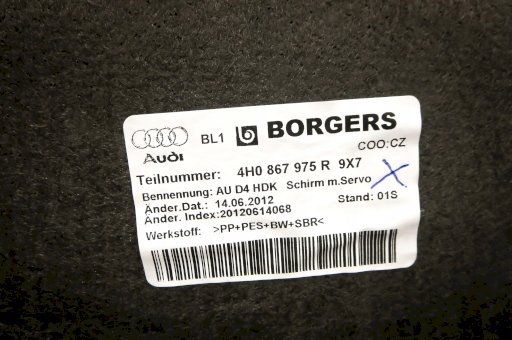 BL1 BORGERS
COO:CZ
Audi
Teilnummer: 4H0 867 975 R 9X7
Bennennung: AU D4 HDK Schirm m.Servo
Änder.Dat.: 14.06.2012
Änder. Index:20120614068
Stand: 01S
Werkstoff: >PP+PES+BW+SBR<